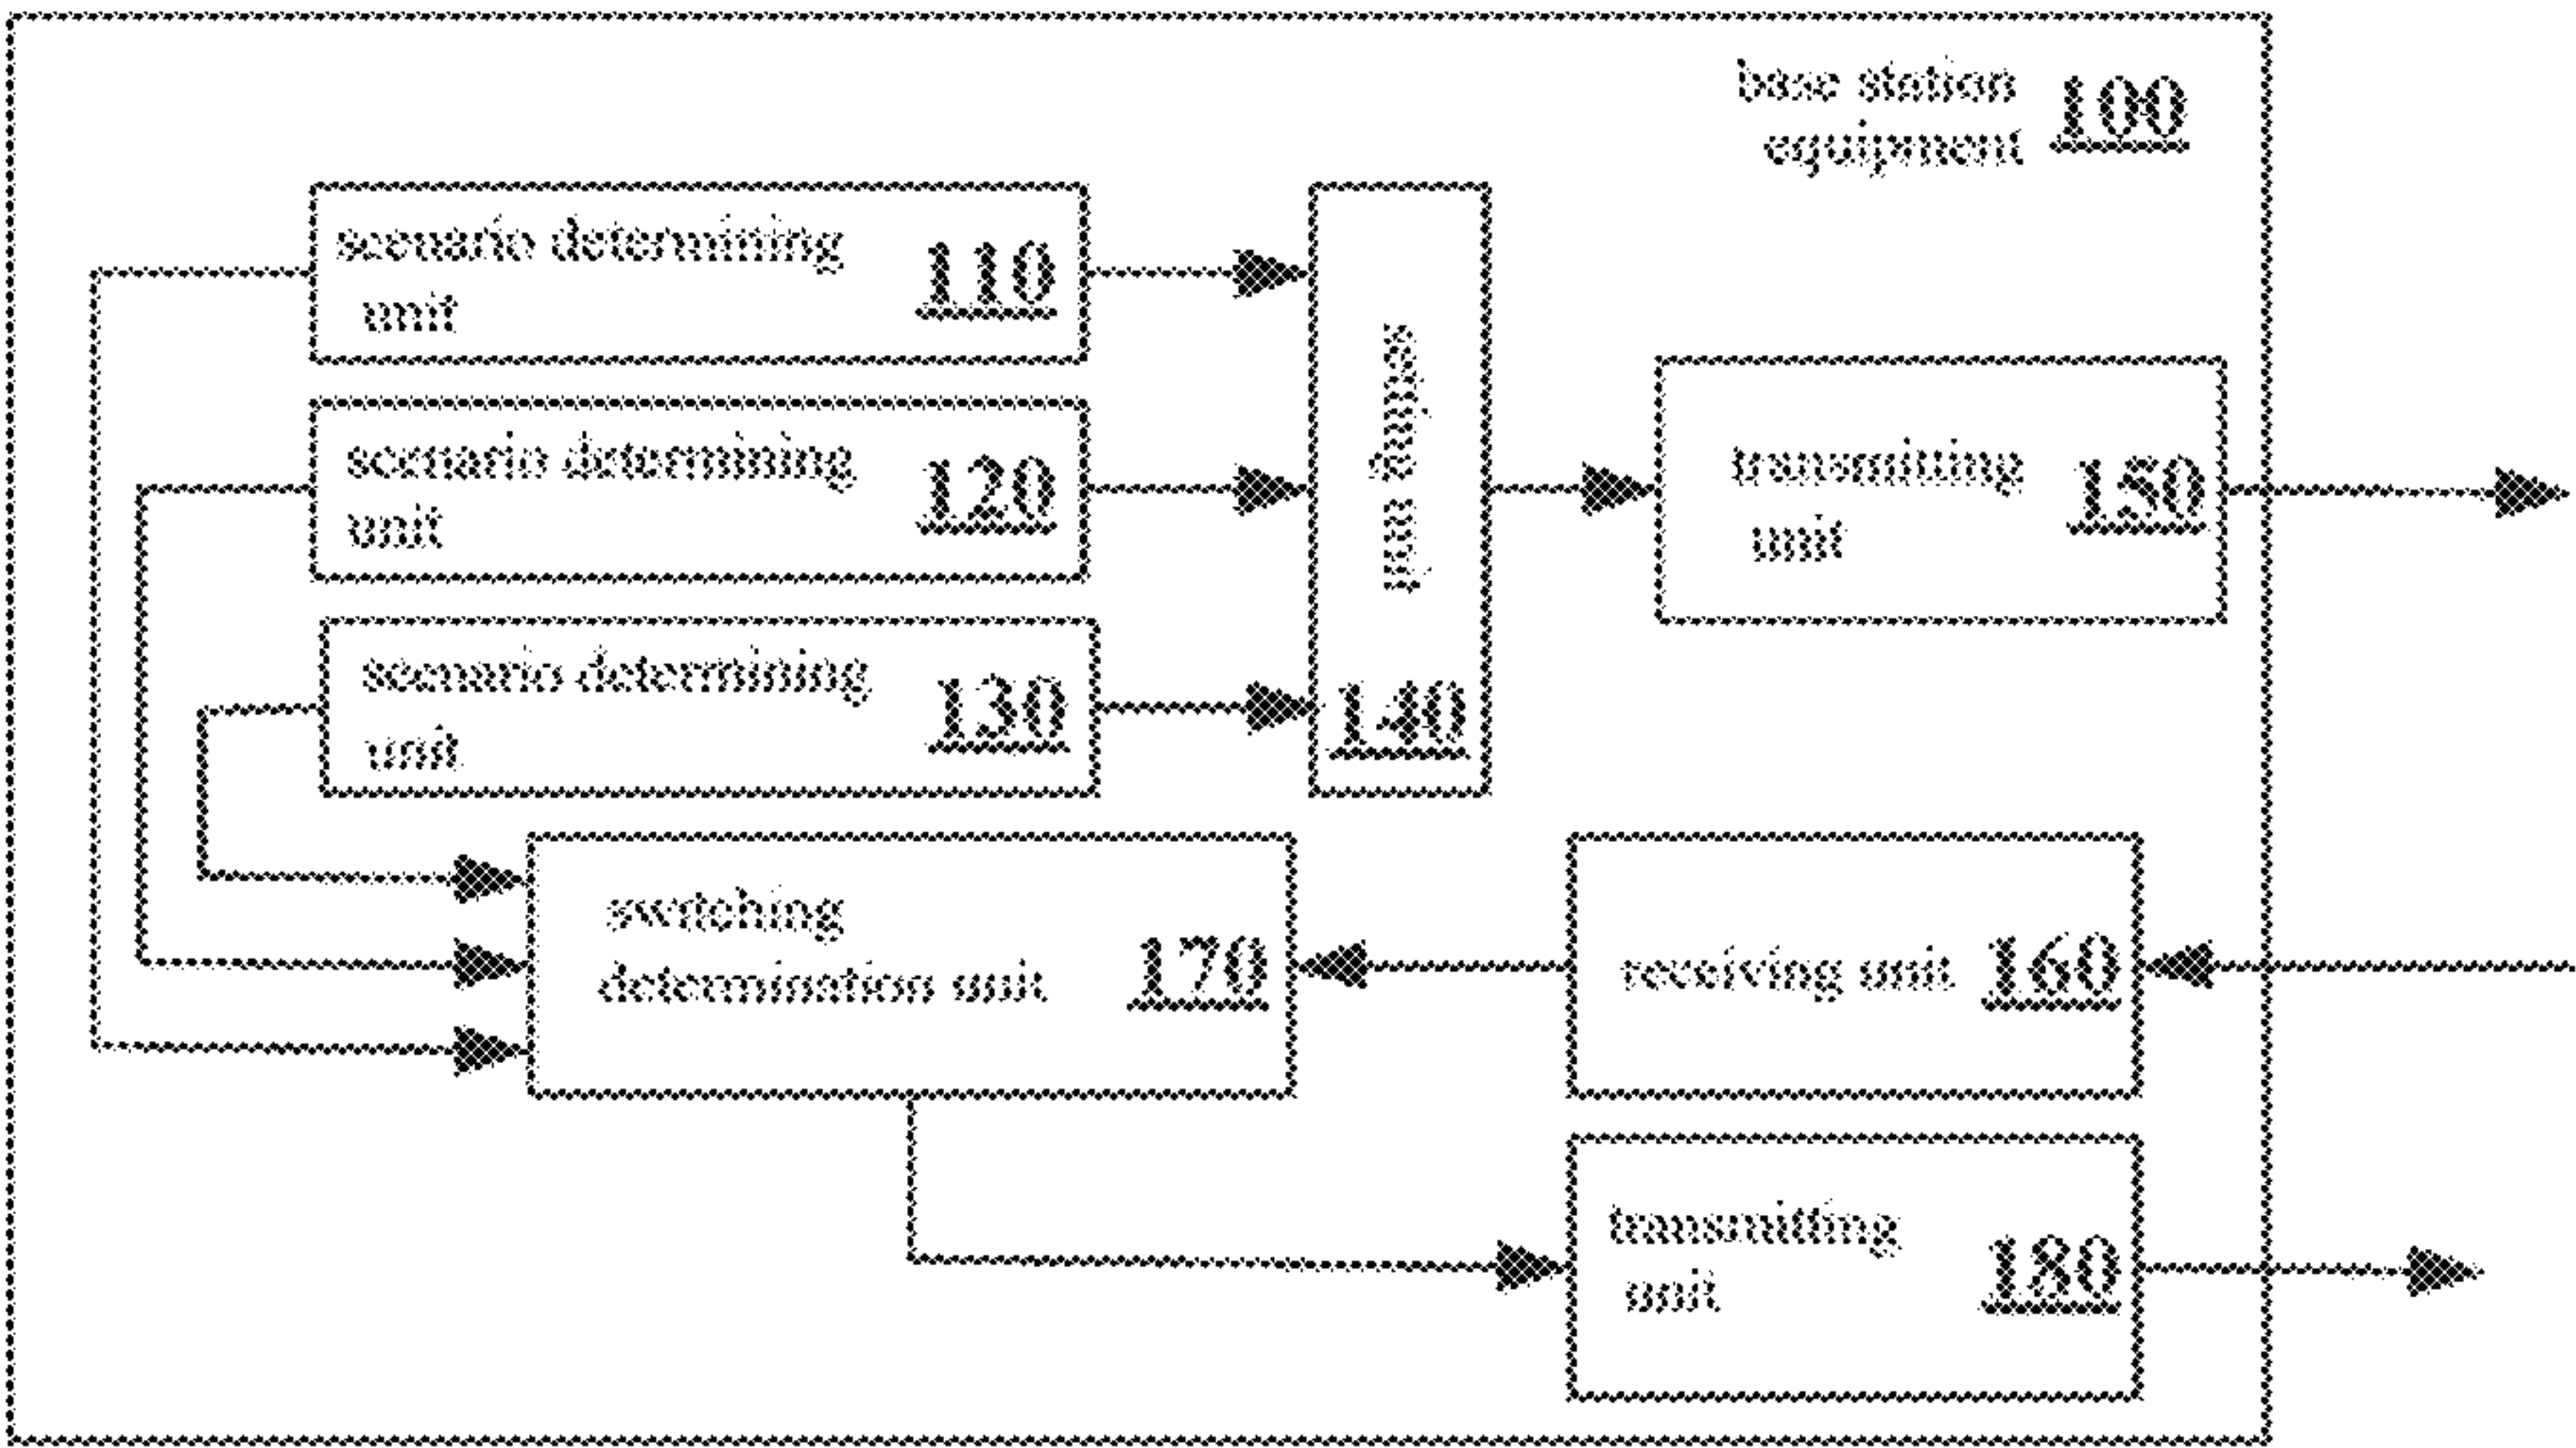 base station
equipment 100
scenario determining
unit 110
scenario determining
unit 120
scenario determining
unit 130
unit
140
transmitting
unit 150
switching
determination unit 170
receiving unit 160
transmitting
unit 180